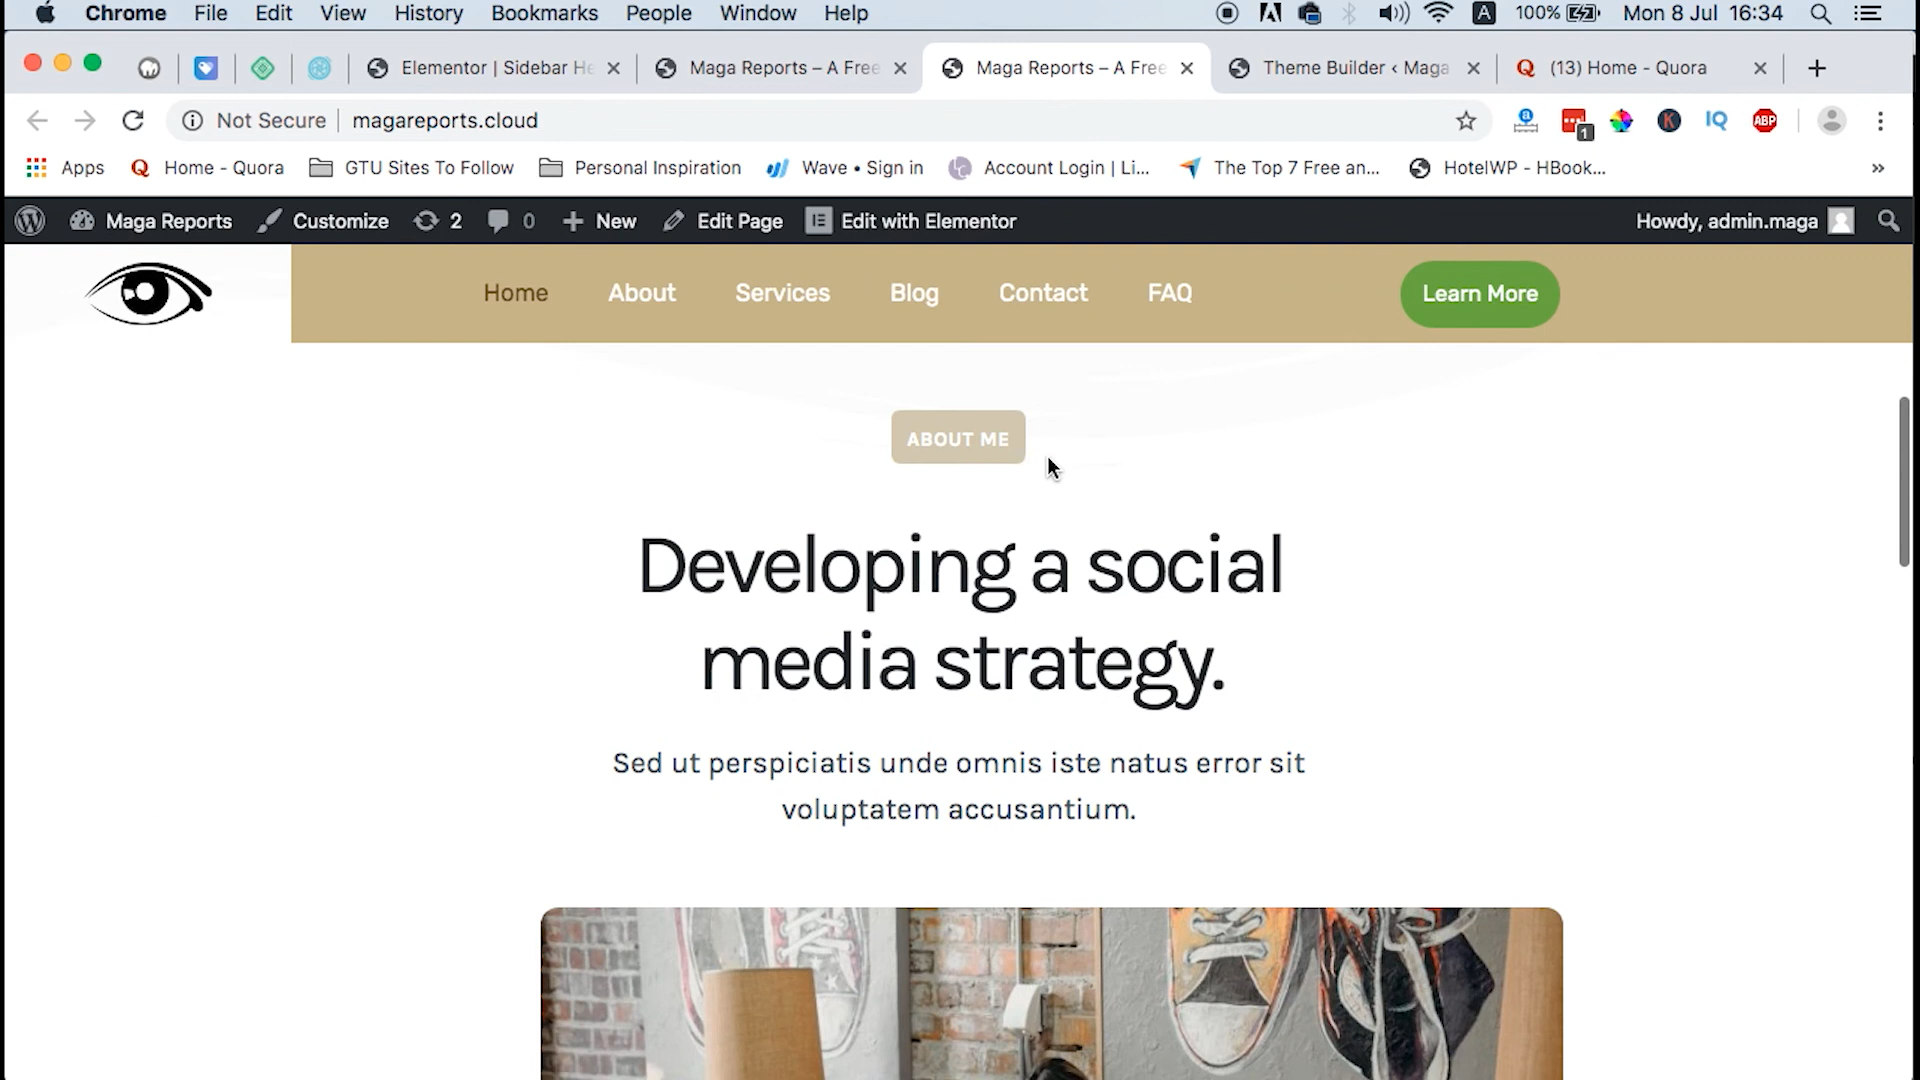 Chrome File Edit View History Bookmarks People Window Help A 100% Mon 8 Jul 16:34
Elementor | Sidebar He Maga Reports – A Free Maga Reports – A Free Theme Builder ‹ Maga (13) Home - Quora
Not Secure magareports.cloud 1 K IQ ABP
Apps Home - Quora GTU Sites To Follow Personal Inspiration Wave • Sign in Account Login | Li... The Top 7 Free an... HotelWP - HBook... »
Maga Reports Customize 2 0 New Edit Page Edit with Elementor Howdy, admin.maga
Home About Services Blog Contact FAQ Learn More
ABOUT ME
Developing a social
media strategy.
Sed ut perspiciatis unde omnis iste natus error sit
voluptatem accusantium.